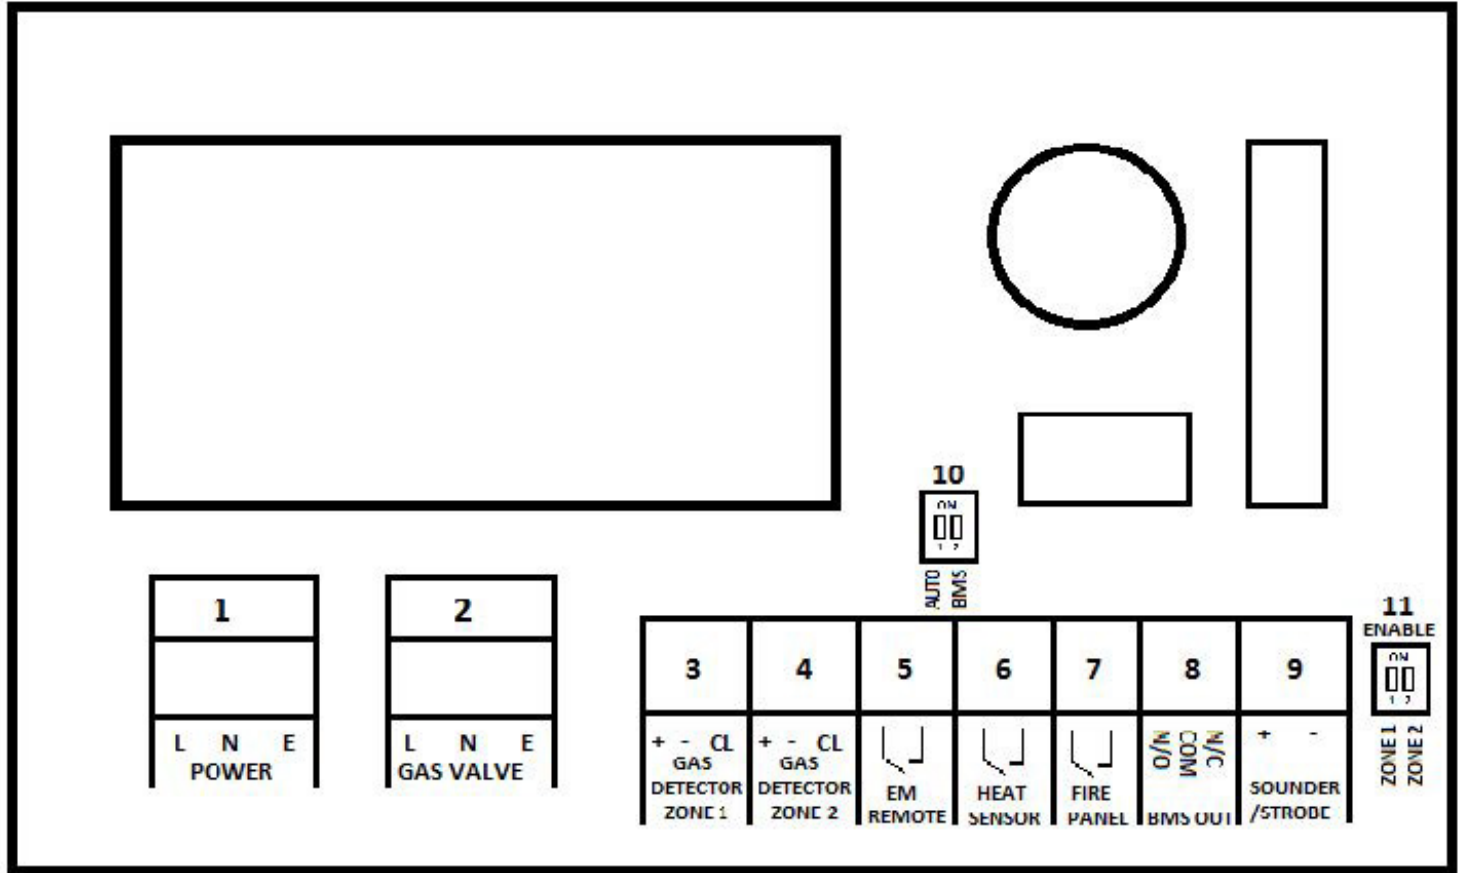 10
ON
1 2
AUTO
BMS
1
2
L N E
POWER
L N E
GAS VALVE
3
4
5
6
7
8
9
+ - CL
GAS
DETECTOR
ZONE 1
+ - CL
GAS
DETECTOR
ZONE 2
EM
REMOTE
HEAT
SENSOR
FIRE
PANEL
N/O
COM
N/C
BMS OUT
+ -
SOUNDER
/STROBE
11
ENABLE
ON
1 2
ZONE 1
ZONE 2